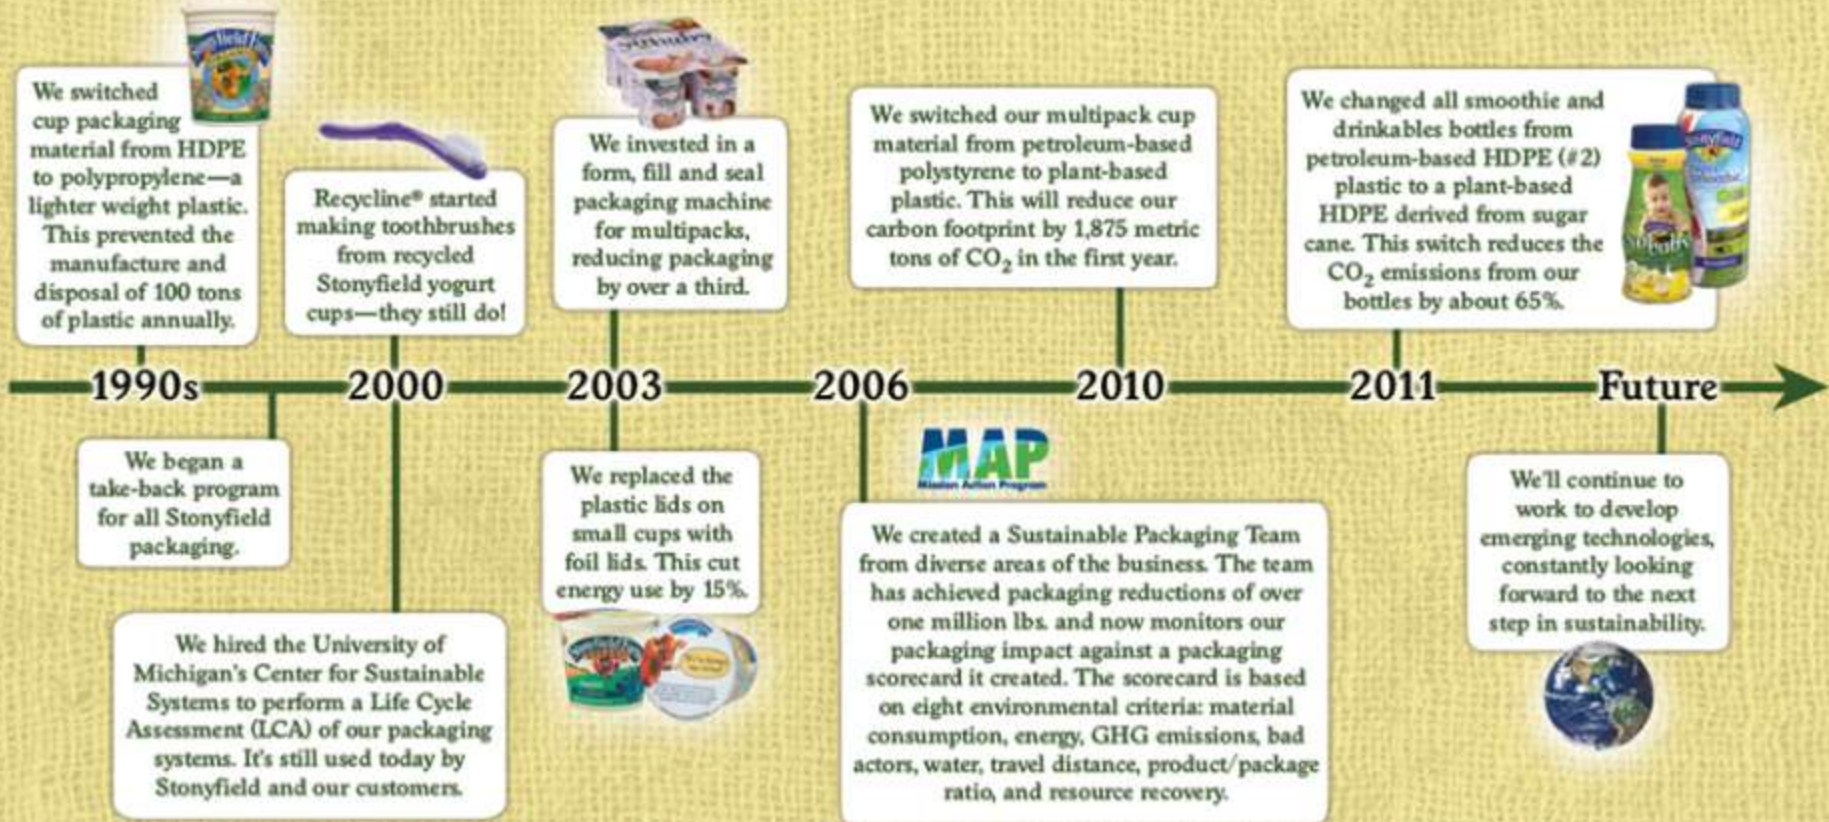 We switched
cup packaging
material from HDPE
to polypropylene—a
lighter weight plastic.
This prevented the
manufacture and
disposal of 100 tons
of plastic annually.
Recycline® started
making toothbrushes
from recycled
Stonyfield yogurt
cups—they still do!
We invested in a
form, fill and seal
packaging machine
for multipacks,
reducing packaging
by over a third.
We switched our multipack cup
material from petroleum-based
polystyrene to plant-based
plastic. This will reduce our
carbon footprint by 1,875 metric
tons of CO₂ in the first year.
We changed all smoothie and
drinkables bottles from
petroleum-based HDPE (#2)
plastic to a plant-based
HDPE derived from sugar
cane. This switch reduces the
CO₂ emissions from our
bottles by about 65%.
1990s
2000
2003
2006
2010
2011
Future
We began a
take-back program
for all Stonyfield
packaging.
We hired the University of
Michigan's Center for Sustainable
Systems to perform a Life Cycle
Assessment (LCA) of our packaging
systems. It's still used today by
Stonyfield and our customers.
We replaced the
plastic lids on
small cups with
foil lids. This cut
energy use by 15%.
MAP
Mission Action Program
We created a Sustainable Packaging Team
from diverse areas of the business. The team
has achieved packaging reductions of over
one million lbs. and now monitors our
packaging impact against a packaging
scorecard it created. The scorecard is based
on eight environmental criteria: material
consumption, energy, GHG emissions, bad
actors, water, travel distance, product/package
ratio, and resource recovery.
We'll continue to
work to develop
emerging technologies,
constantly looking
forward to the next
step in sustainability.